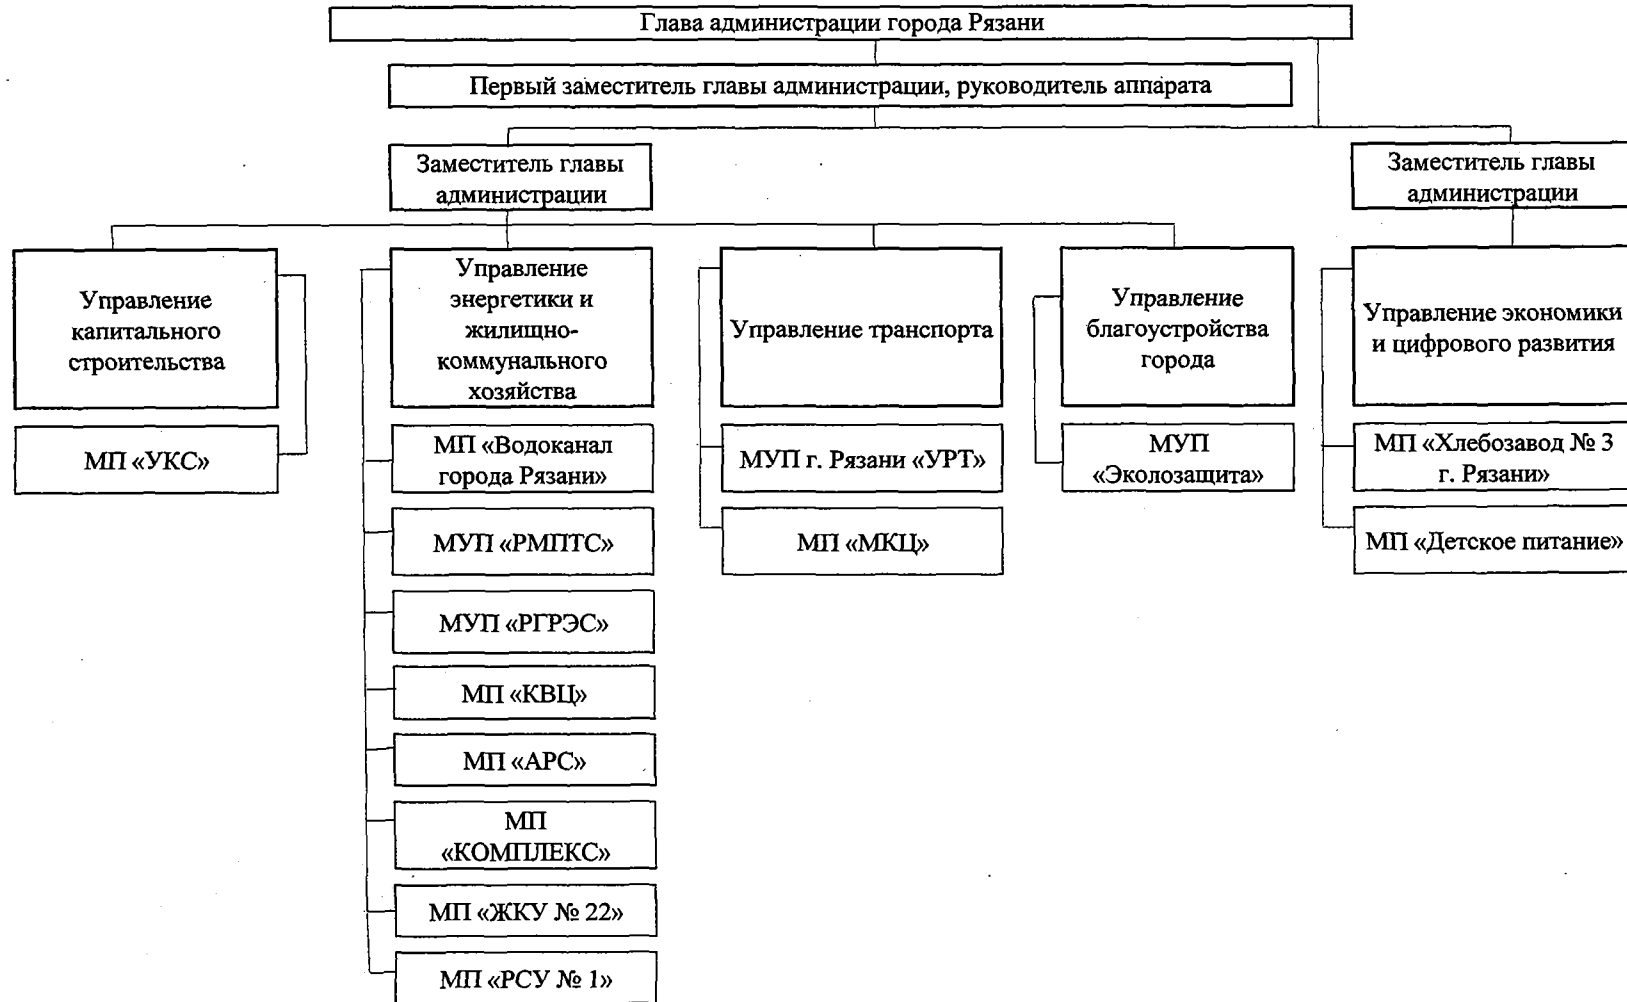 Глава администрации города Рязани
Первый заместитель главы администрации, руководитель аппарата
Заместитель главы
администрации
Заместитель главы
администрации
Управление
капитального
строительства
Управление
энергетики и
жилищно-
коммунального
хозяйства
Управление транспорта
Управление
благоустройства
города
Управление экономики
и цифрового развития
МП «УКС»
МП «Водоканал
города Рязани»
МУП «РМПТС»
МУП «РГРЭС»
МП «КВЦ»
МП «АРС»
МП
«КОМПЛЕКС»
МП «ЖКУ № 22»
МП «РСУ № 1»
МУП г. Рязани «УРТ»
МП «МКЦ»
МУП
«Эколозащита»
МП «Хлебозавод № 3
г. Рязани»
МП «Детское питание»